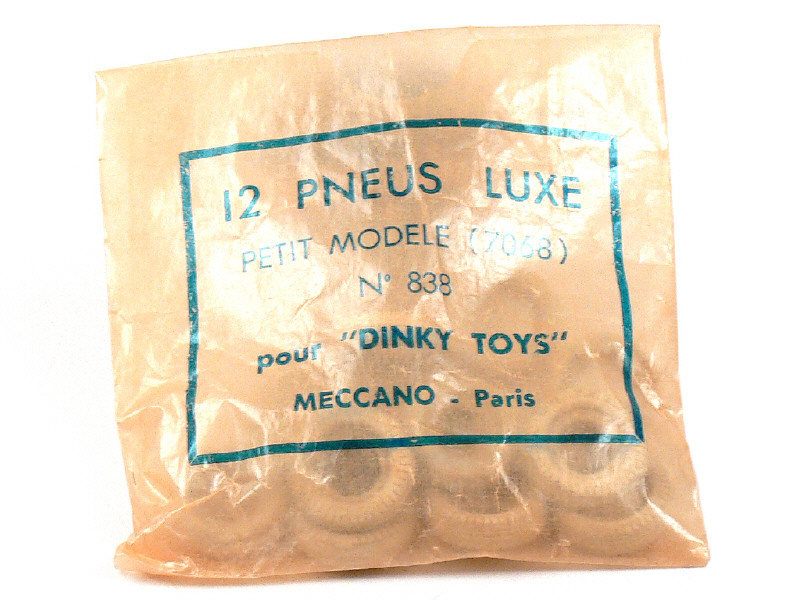 12 PNEUS LUXE
PETIT MODELE (7068)
N° 838
pour "DINKY TOYS"
MECCANO - Paris